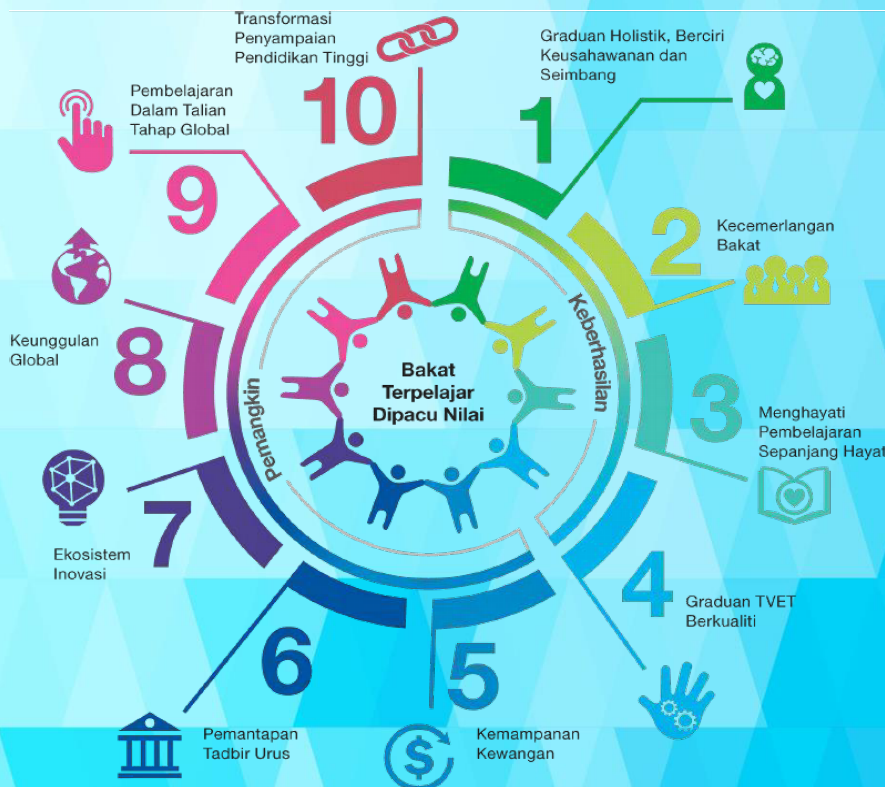 1
Graduan Holistik, Berciri
Keusahawanan dan
Seimbang
2
Kecemerlangan
Bakat
3
Menghayati
Pembelajaran
Sepanjang Hayat
4
Graduan TVET
Berkualiti
5
Kemampanan
Kewangan
$
6
Pemantapan
Tadbir Urus
7
Ekosistem
Inovasi
8
Keunggulan
Global
9
Pembelajaran
Dalam Talian
Tahap Global
10
Transformasi
Penyampaian
Pendidikan Tinggi
Keberhasilan
Pemangkin
Bakat
Terpelajar
Dipacu Nilai